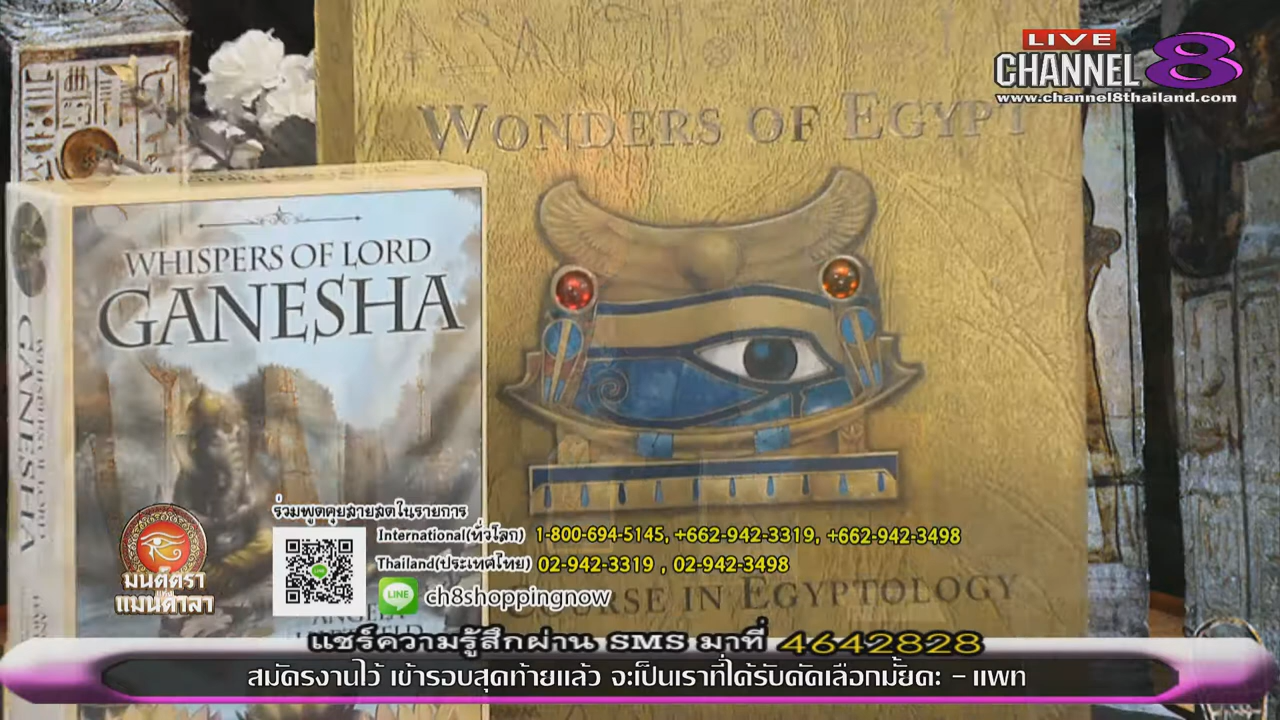 LIVE
CHANNEL 8
www.channel8thailand.com
WONDERS OF EGYPT
WHISPERS OF LORD
GANESHA
GANESHA
ร่วมพูดคุยสายสดในรายการ
International(ทั่วโลก) 1-800-694-5145, +662-942-3319, +662-942-3498
Thailand(ประเทศไทย) 02-942-3319 , 02-942-3498
LINE ch8shoppingnow
IN EGYPTOLOGY
มนต์ตรา
แห่ง
แมนดาลา
แชร์ความรู้สึกผ่าน SMS มาที่ 4642828
สมัครงานไว้ เข้ารอบสุดท้ายแล้ว จะเป็นเราที่ได้รับคัดเลือกมั้ยคะ - แพท